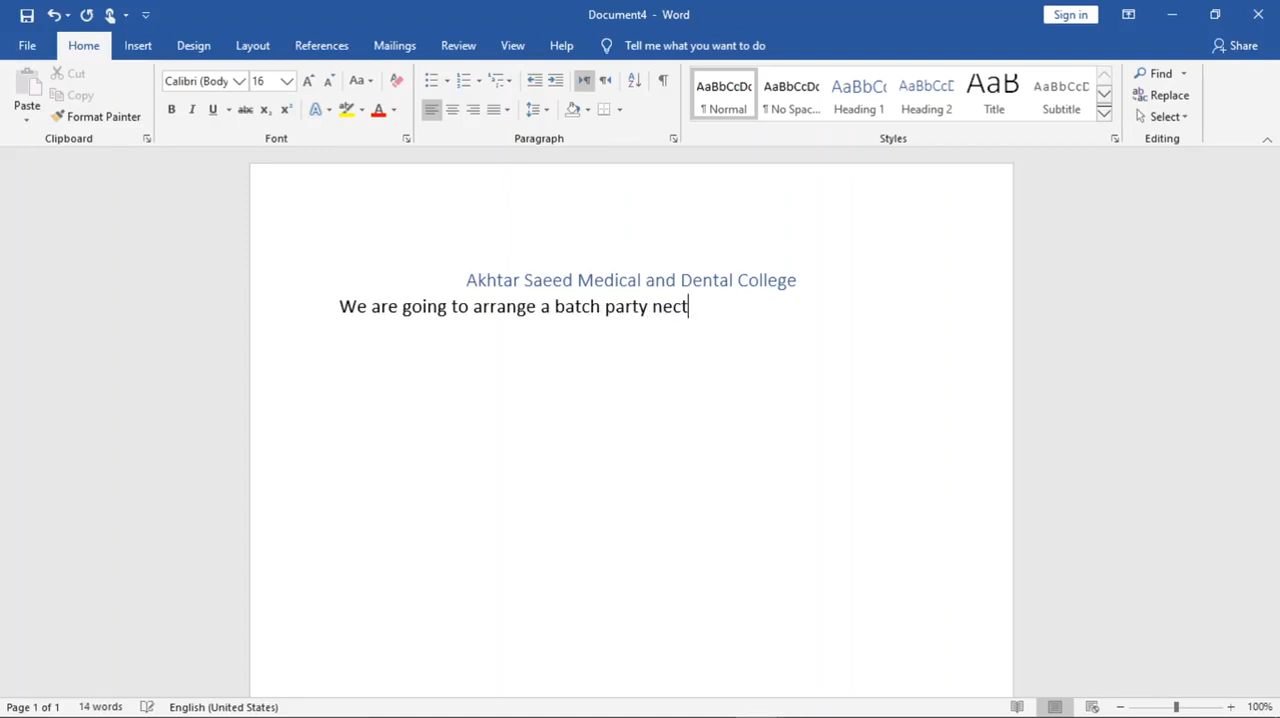 Document4 - Word
Sign in
File Home Insert Design Layout References Mailings Review View Help Tell me what you want to do Share
Paste
Cut
Copy
Format Painter
Clipboard
Calibri (Body 16
Font
Paragraph
AaBbCcDc AaBbCcDc AaBbCc AaBbCcD AaB AaBbCcD
¶ Normal ¶ No Spac... Heading 1 Heading 2 Title Subtitle
Styles
Find
Replace
Select
Editing
Akhtar Saeed Medical and Dental College
We are going to arrange a batch party nect
Page 1 of 1 14 words English (United States) 100%